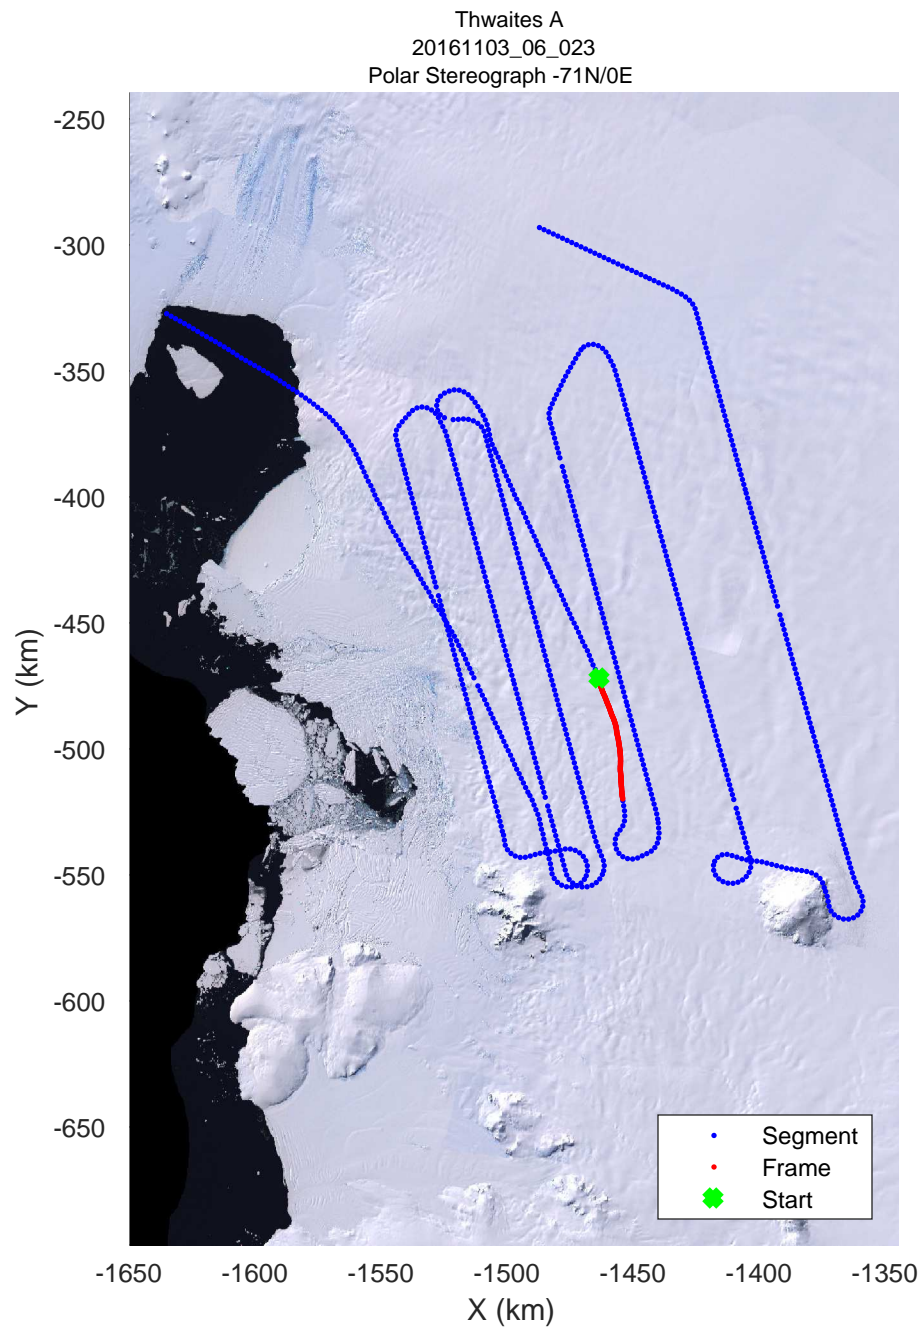 Thwaites A
20161103_06_023
Polar Stereograph -71N/0E
-250
-300
-350
-400
-450
-500
-550
-600
-650
Y (km)
Segment
Frame
Start
-1650 -1600 -1550 -1500 -1450 -1400 -1350
X (km)